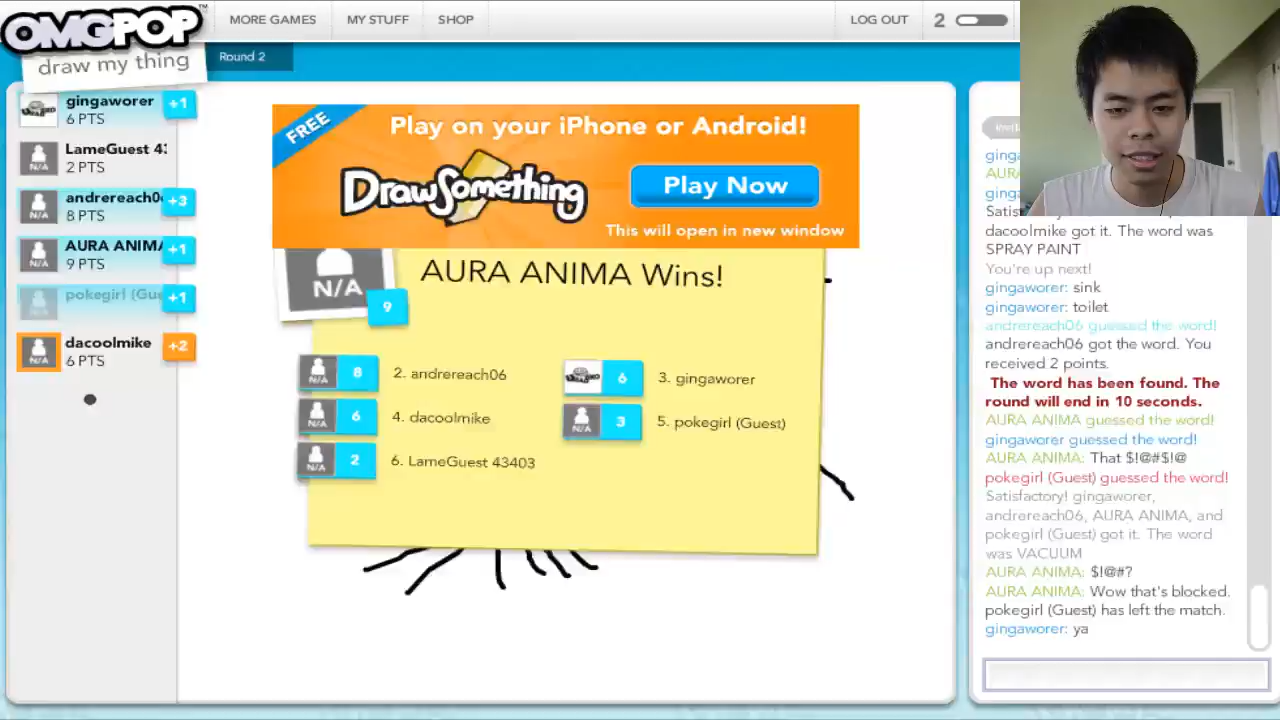 OMGPOP
draw my thing
MORE GAMES
MY STUFF
SHOP
LOG OUT
2
Round 2
gingaworer
6 PTS
+1
LameGuest 43
2 PTS
andrereach0
8 PTS
+3
AURA ANIMA
9 PTS
+1
pokegirl (Gue
+1
dacoolmike
6 PTS
+2
FREE
Play on your iPhone or Android!
DrawSomething
Play Now
This will open in new window
N/A
9
AURA ANIMA Wins!
N/A 8 2. andrereach06
6 3. gingaworer
N/A 6 4. dacoolmike
N/A 3 5. pokegirl (Guest)
N/A 2 6. LameGuest 43403
dacoolmike got it. The word was
SPRAY PAINT
You're up next!
gingaworer: sink
gingaworer: toilet
andrereach06 guessed the word!
andrereach06 got the word. You
received 2 points.
The word has been found. The
round will end in 10 seconds.
AURA ANIMA guessed the word!
gingaworer guessed the word!
AURA ANIMA: That $!@#$!@
pokegirl (Guest) guessed the word!
Satisfactory! gingaworer,
andrereach06, AURA ANIMA, and
pokegirl (Guest) got it. The word
was VACUUM
AURA ANIMA: $!@#?
AURA ANIMA: Wow that's blocked.
pokegirl (Guest) has left the match.
gingaworer: ya